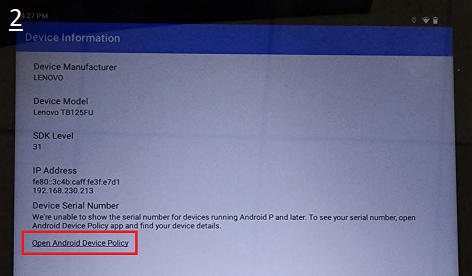 2
4:27 PM
Device Information
Device Manufacturer
LENOVO
Device Model
Lenovo TB125FU
SDK Level
31
IP Address
fe80::3c4b:caff:fe3f:e7d1
192.168.230.213
Device Serial Number
We're unable to show the serial number for devices running Android P and later. To see your serial number, open
Android Device Policy app and find your device details.
Open Android Device Policy